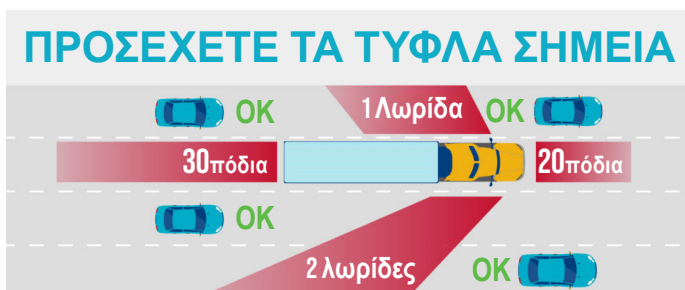 ΠΡΟΣΕΧΕΤΕ ΤΑ ΤΥΦΛΑ ΣΗΜΕΙΑ
OK
1 Λωρίδα
OK
30πόδια
20πόδια
OK
2 λωρίδες
OK